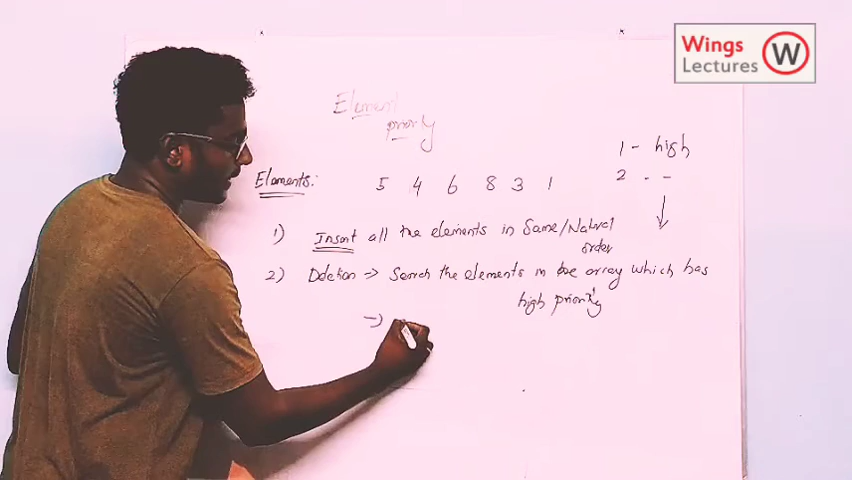 Wings
Lectures W
Element
priority
1 - high
2 - -
Elements: 5 4 6 8 3 1
1) Insert all the elements in Same/Natural
order
2) Deletion => Search the elements in the array which has
high priority
→